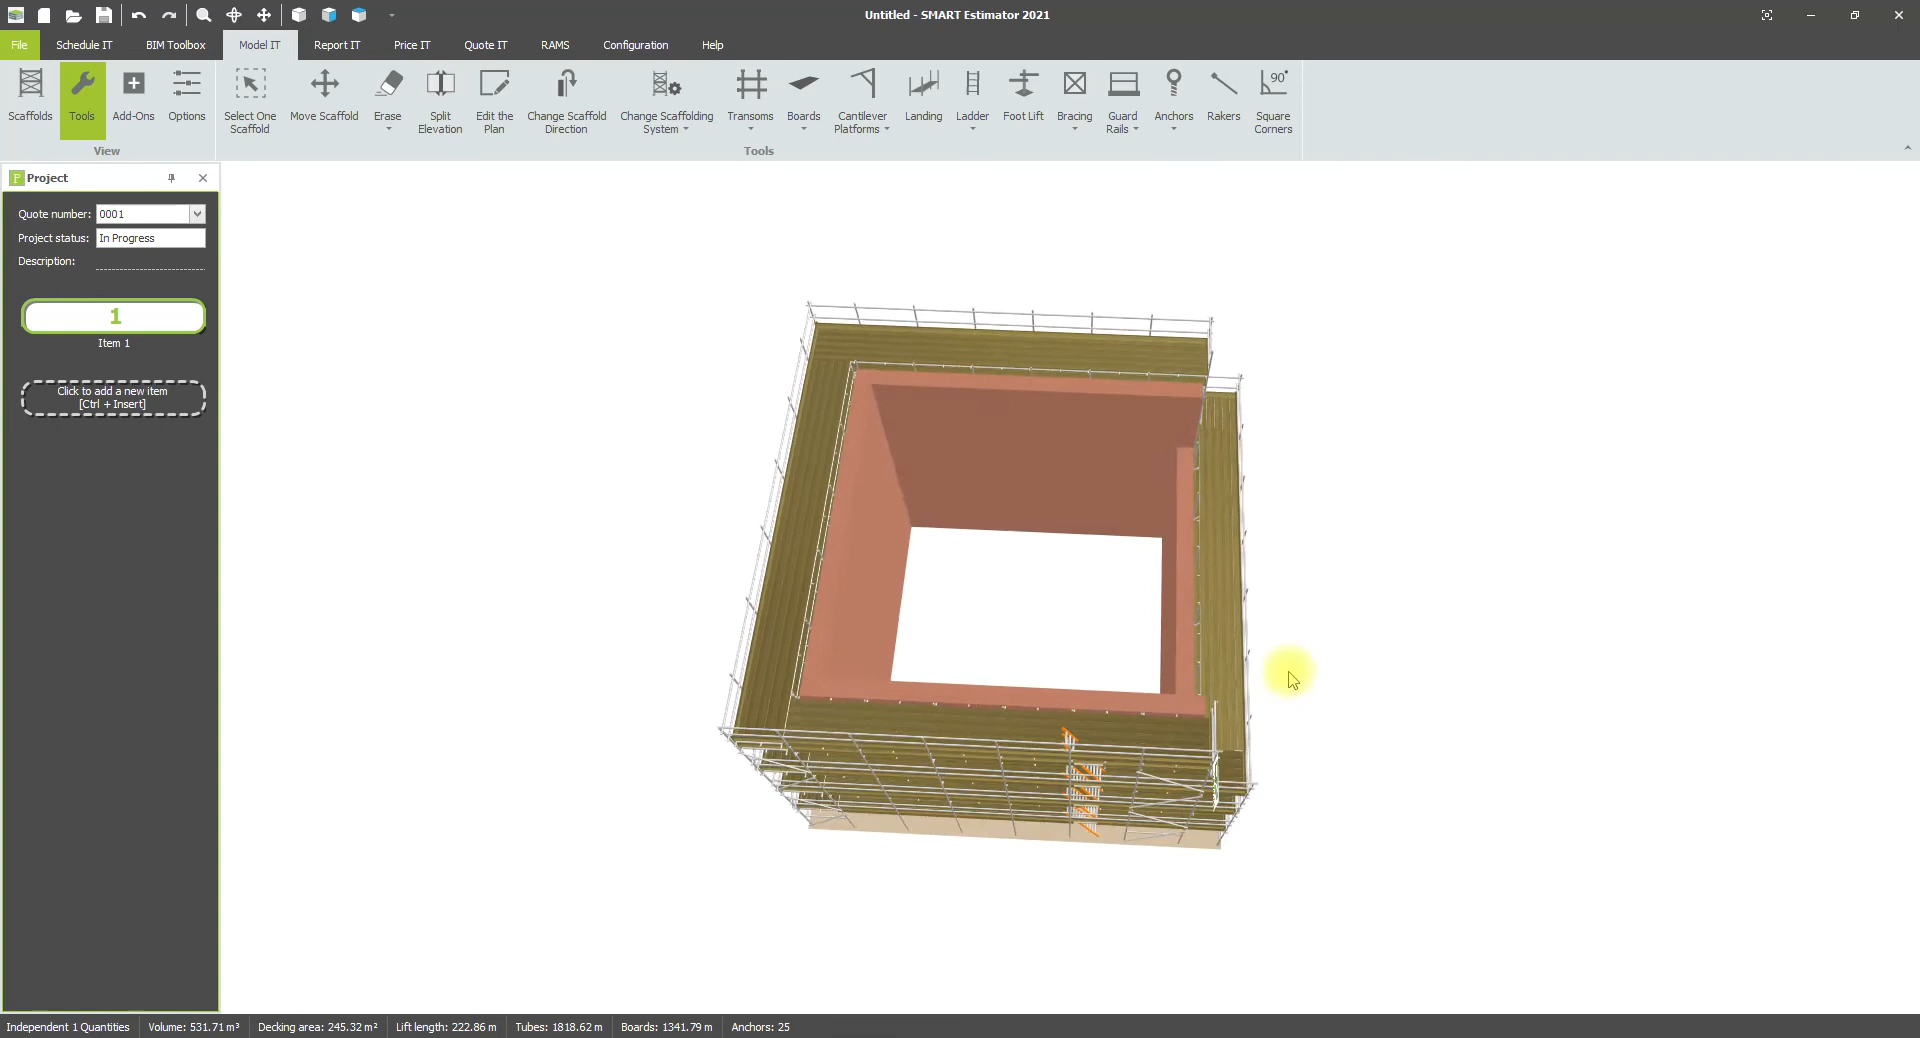 Untitled - SMART Estimator 2021
File Schedule IT BIM Toolbox Model IT Report IT Price IT Quote IT RAMS Configuration Help
Scaffolds Tools Add-Ons Options
View
Select One Scaffold
Move Scaffold
Erase
Split Elevation
Edit the Plan
Change Scaffold Direction
Change Scaffolding System
Transoms
Boards
Cantilever Platforms
Landing
Ladder
Foot Lift
Bracing
Guard Rails
Anchors
Rakers
90°
Square Corners
Tools
P Project
Quote number: 0001
Project status: In Progress
Description:
1
Item 1
Click to add a new item
[Ctrl + Insert]
Independent 1 Quantities Volume: 531.71 m³ Decking area: 245.32 m² Lift length: 222.86 m Tubes: 1818.62 m Boards: 1341.79 m Anchors: 25